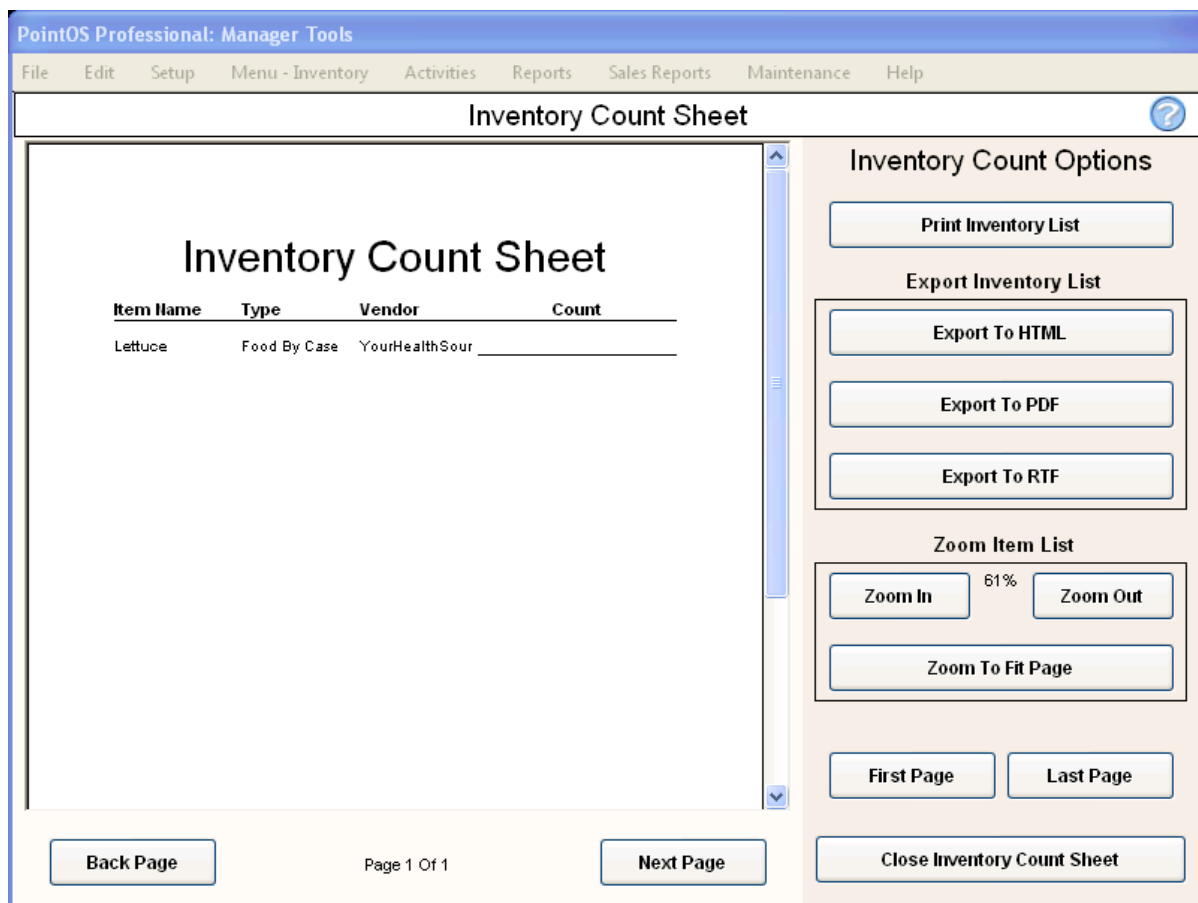 PointOS Professional: Manager Tools
File Edit Setup Menu - Inventory Activities Reports Sales Reports Maintenance Help
Inventory Count Sheet
?
Inventory Count Sheet
Item Name Type Vendor Count
Lettuce Food By Case YourHealthSour
Back Page
Page 1 Of 1
Next Page
Inventory Count Options
Print Inventory List
Export Inventory List
Export To HTML
Export To PDF
Export To RTF
Zoom Item List
Zoom In 61% Zoom Out
Zoom To Fit Page
First Page Last Page
Close Inventory Count Sheet